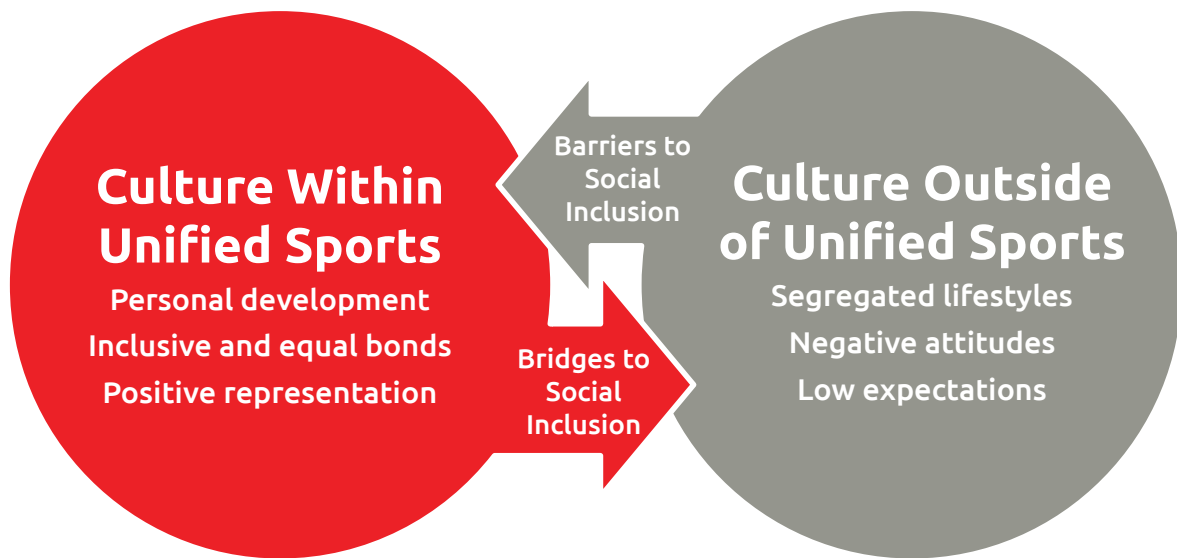 Culture Within
Unified Sports
Personal development
Inclusive and equal bonds
Positive representation
Barriers to
Social
Inclusion
Bridges to
Social
Inclusion
Culture Outside
of Unified Sports
Segregated lifestyles
Negative attitudes
Low expectations